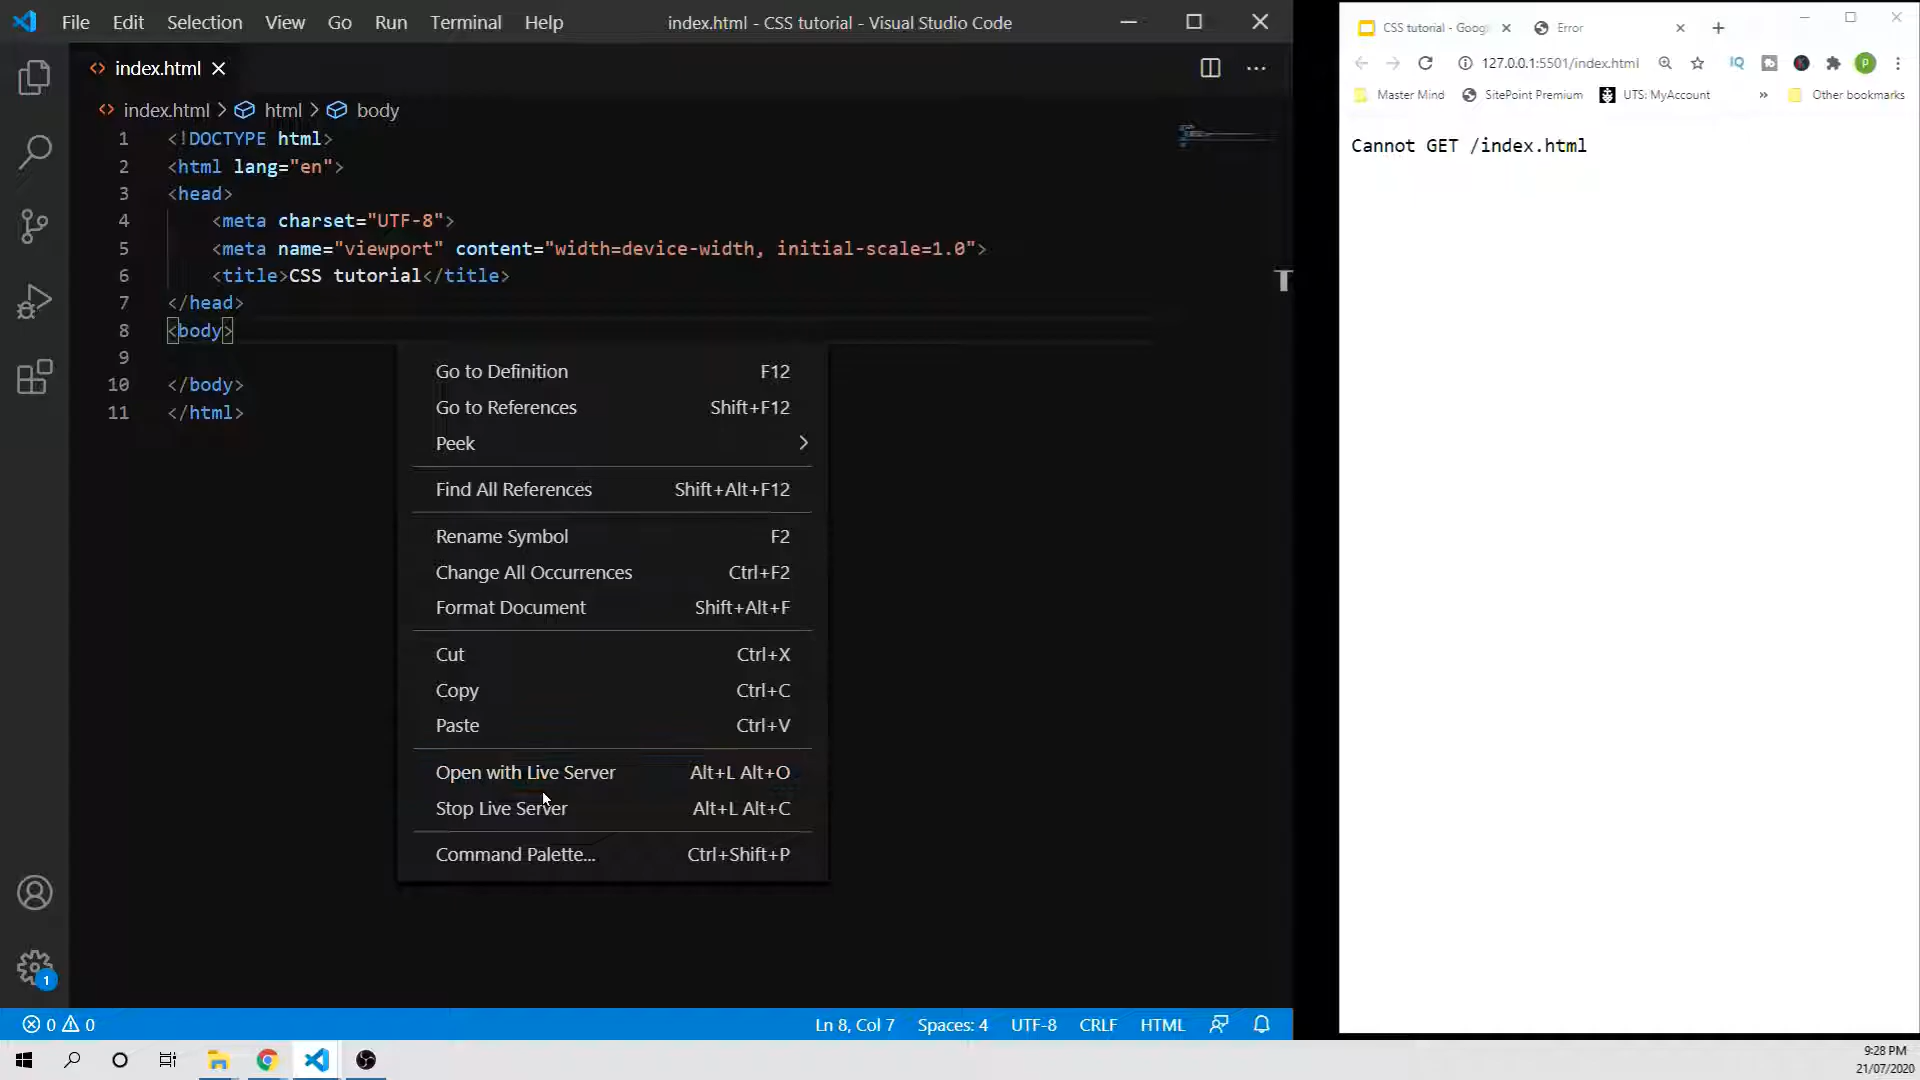 File Edit Selection View Go Run Terminal Help
index.html - CSS tutorial - Visual Studio Code
index.html
index.html > html > body
1 <!DOCTYPE html>
2 <html lang="en">
3 <head>
4 <meta charset="UTF-8">
5 <meta name="viewport" content="width=device-width, initial-scale=1.0">
6 <title>CSS tutorial</title>
7 </head>
8 <body>
9
10 </body>
11 </html>
Go to Definition F12
Go to References Shift+F12
Peek
Find All References Shift+Alt+F12
Rename Symbol F2
Change All Occurrences Ctrl+F2
Format Document Shift+Alt+F
Cut Ctrl+X
Copy Ctrl+C
Paste Ctrl+V
Open with Live Server Alt+L Alt+O
Stop Live Server Alt+L Alt+C
Command Palette... Ctrl+Shift+P
1
0 0
Ln 8, Col 7 Spaces: 4 UTF-8 CRLF HTML
CSS tutorial - Goog Error
127.0.0.1:5501/index.html IQ P
Master Mind SitePoint Premium UTS: MyAccount » Other bookmarks
Cannot GET /index.html
9:28 PM
21/07/2020